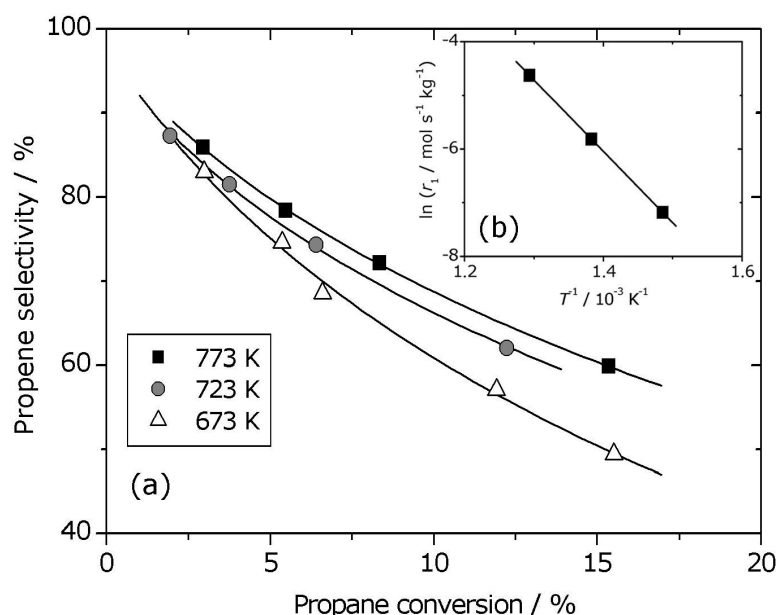 100
80
60
40
Propene selectivity / %
773 K
723 K
673 K
(a)
0
5
10
15
20
Propane conversion / %
-4
-6
-8
ln (r₁ / mol s⁻¹ kg⁻¹)
(b)
1.2
1.4
1.6
T⁻¹ / 10⁻³ K⁻¹